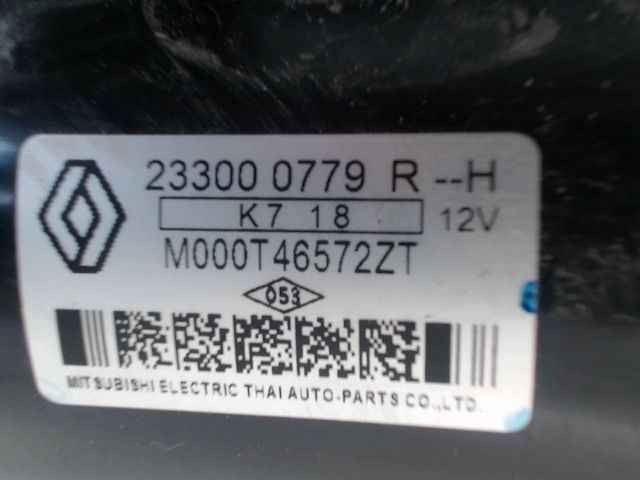 23300 0779 R --H
K7 18 12V
M000T46572ZT
053
MITSUBISHI ELECTRIC THAI AUTO-PARTS CO.,LTD.